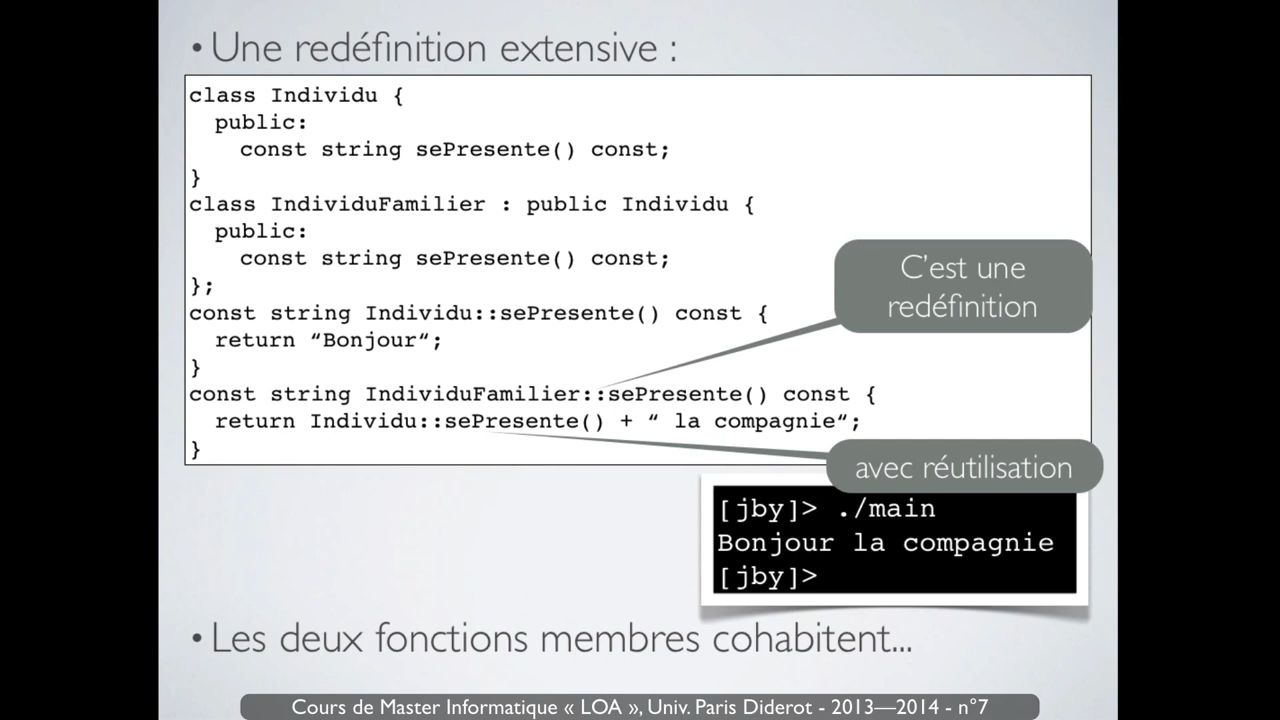 • Une redéfinition extensive :
class Individu {
public:
const string sePresente() const;
}
class IndividuFamilier : public Individu {
public:
const string sePresente() const;
};
const string Individu::sePresente() const {
return “Bonjour“;
}
const string IndividuFamilier::sePresente() const {
return Individu::sePresente() + “ la compagnie“;
}
C’est une
redéfinition
avec réutilisation
[jby]> ./main
Bonjour la compagnie
[jby]>
• Les deux fonctions membres cohabitent...
Cours de Master Informatique « LOA », Univ. Paris Diderot - 2013—2014 - n°7